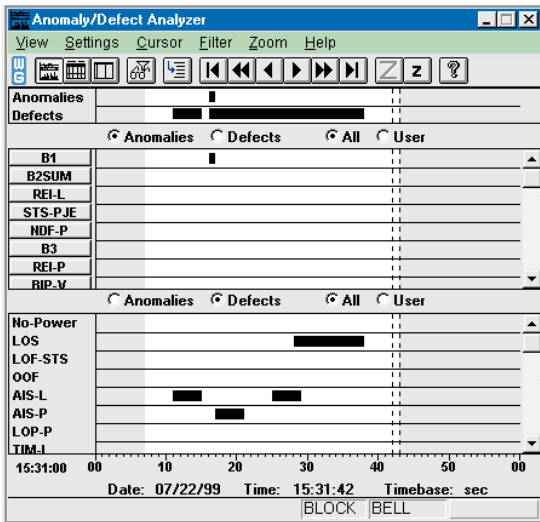 Anomaly/Defect Analyzer
View Settings Cursor Filter Zoom Help
WG Z z ?
Anomalies
Defects
Anomalies Defects All User
B1
B2SUM
REI-L
STS-PJE
NDF-P
B3
REI-P
BIP-V
Anomalies Defects All User
No-Power
LOS
LOF-STS
OOF
AIS-L
AIS-P
LOP-P
TIM-L
15:31:00 00 10 20 30 40 50 00
Date: 07/22/99 Time: 15:31:42 Timebase: sec
BLOCK BELL